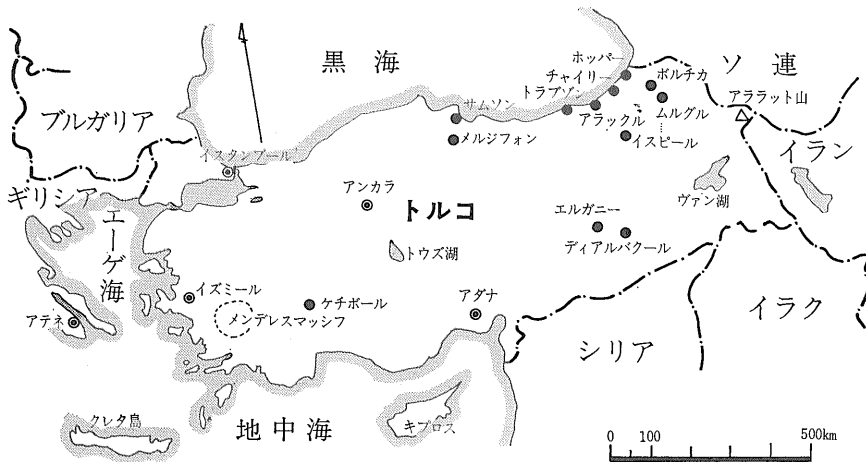 黒海
ソ連
ホッパー
チャイリー
トラブゾン
ボルチカ
アララット山
サムソン
アラックル
ムルグル
ブルガリア
メルジフォン
イスピール
イラン
イスタンブール
ギリシア
アンカラ
トルコ
ヴァン湖
エーゲ海
エルガニー
ディアルバクール
トウズ湖
イズミール
ケチボール
アダナ
イラク
アテネ
メンデレスマッシフ
シリア
クレタ島
地中海
キプロス
0 100 500km